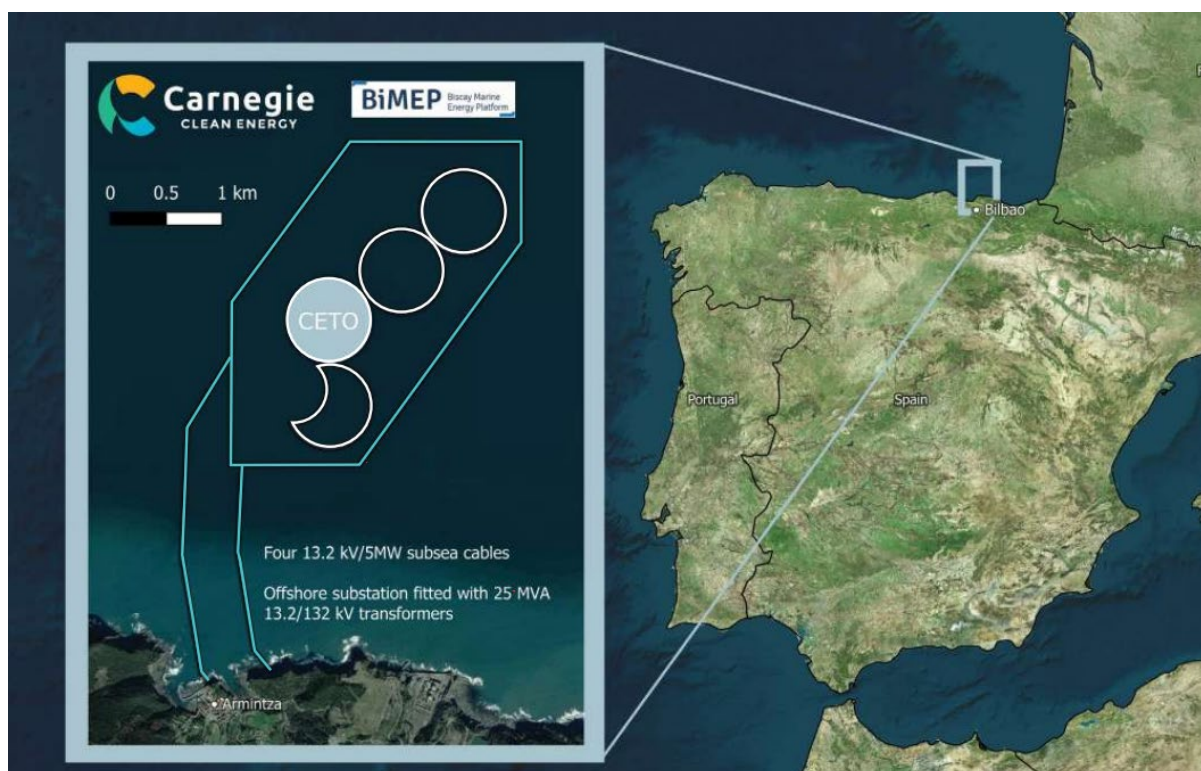 Carnegie
CLEAN ENERGY
BiMEP
Biscay Marine
Energy Platform
0 0.5 1 km
CETO
Four 13.2 kV/5MW subsea cables
Offshore substation fitted with 25 MVA
13.2/132 kV transformers
Armintza
Bilbao
Portugal
Spain